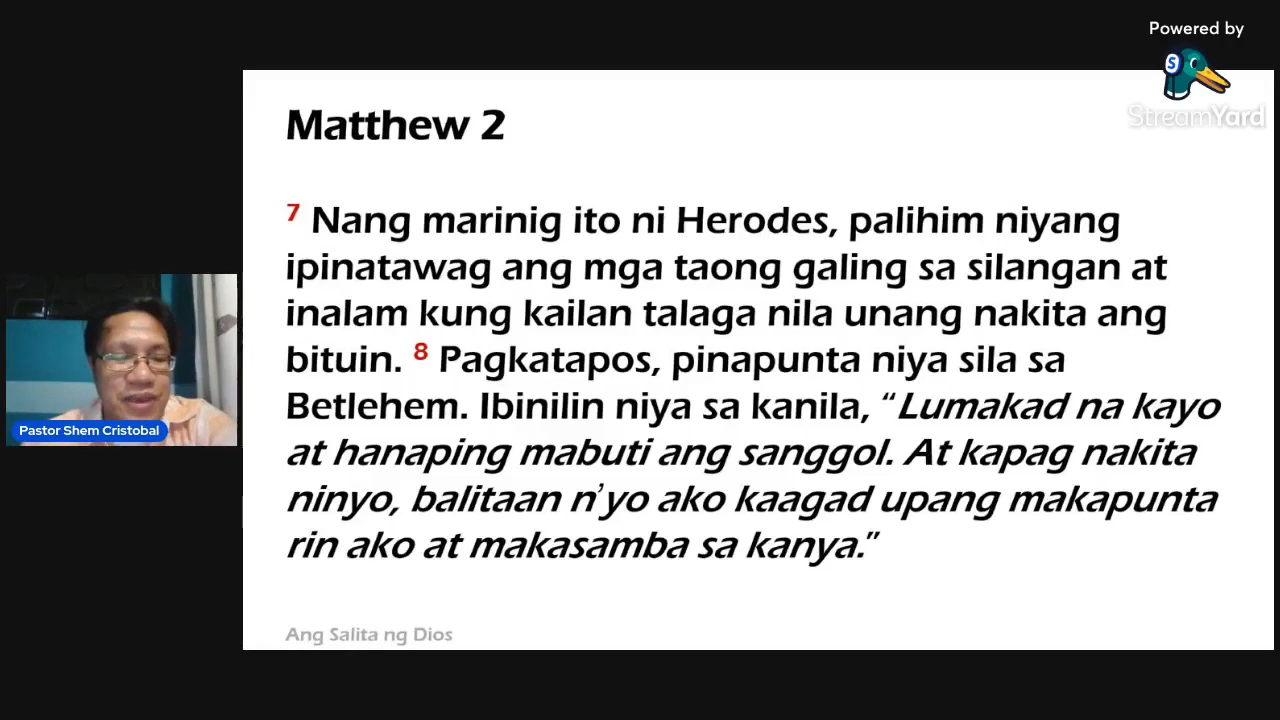 Powered by
StreamYard
Matthew 2
7 Nang marinig ito ni Herodes, palihim niyang
ipinatawag ang mga taong galing sa silangan at
inalam kung kailan talaga nila unang nakita ang
bituin. 8 Pagkatapos, pinapunta niya sila sa
Betlehem. Ibinilin niya sa kanila, “Lumakad na kayo
at hanaping mabuti ang sanggol. At kapag nakita
ninyo, balitaan n’yo ako kaagad upang makapunta
rin ako at makasamba sa kanya.”
Pastor Shem Cristobal
Ang Salita ng Dios